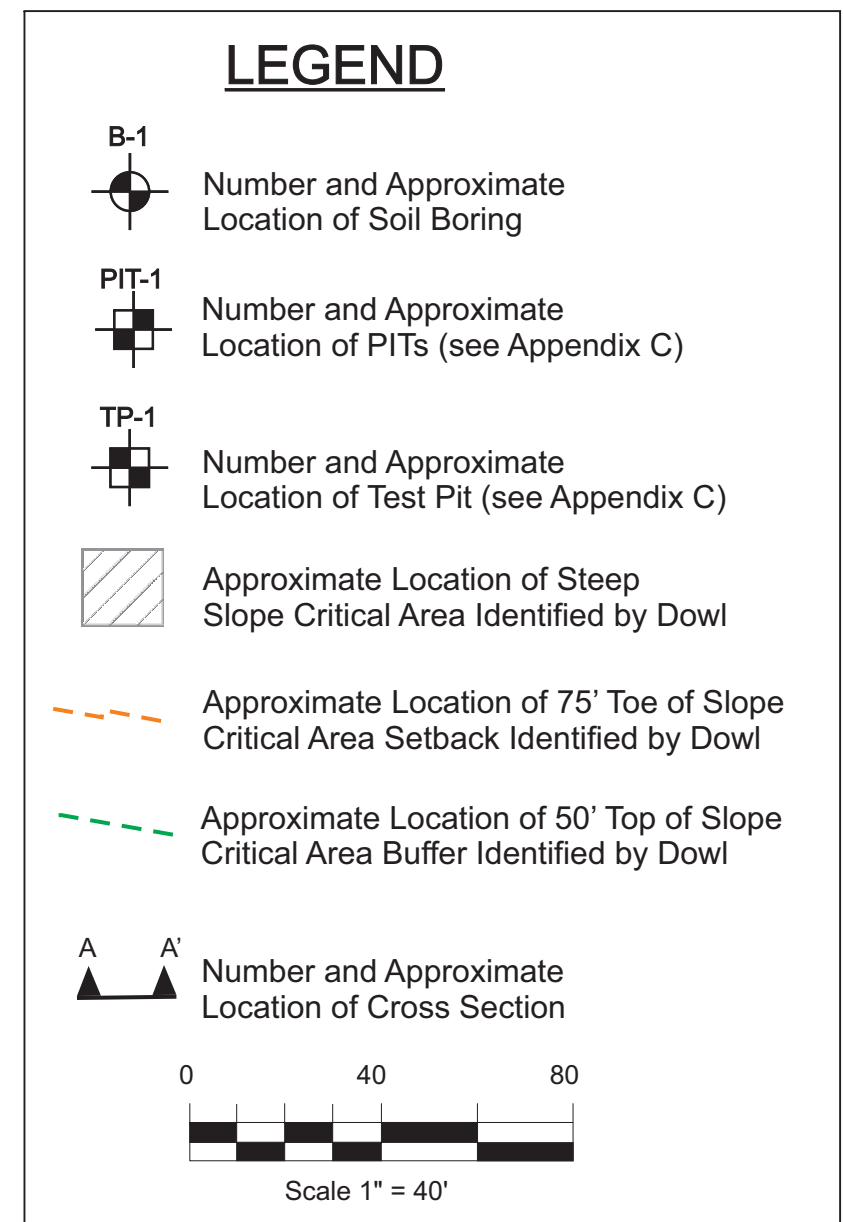 LEGEND
B-1
Number and Approximate
Location of Soil Boring
PIT-1
Number and Approximate
Location of PITs (see Appendix C)
TP-1
Number and Approximate
Location of Test Pit (see Appendix C)
Approximate Location of Steep
Slope Critical Area Identified by Dowl
Approximate Location of 75’ Toe of Slope
Critical Area Setback Identified by Dowl
Approximate Location of 50’ Top of Slope
Critical Area Buffer Identified by Dowl
A A’
Number and Approximate
Location of Cross Section
0 40 80
Scale 1" = 40'